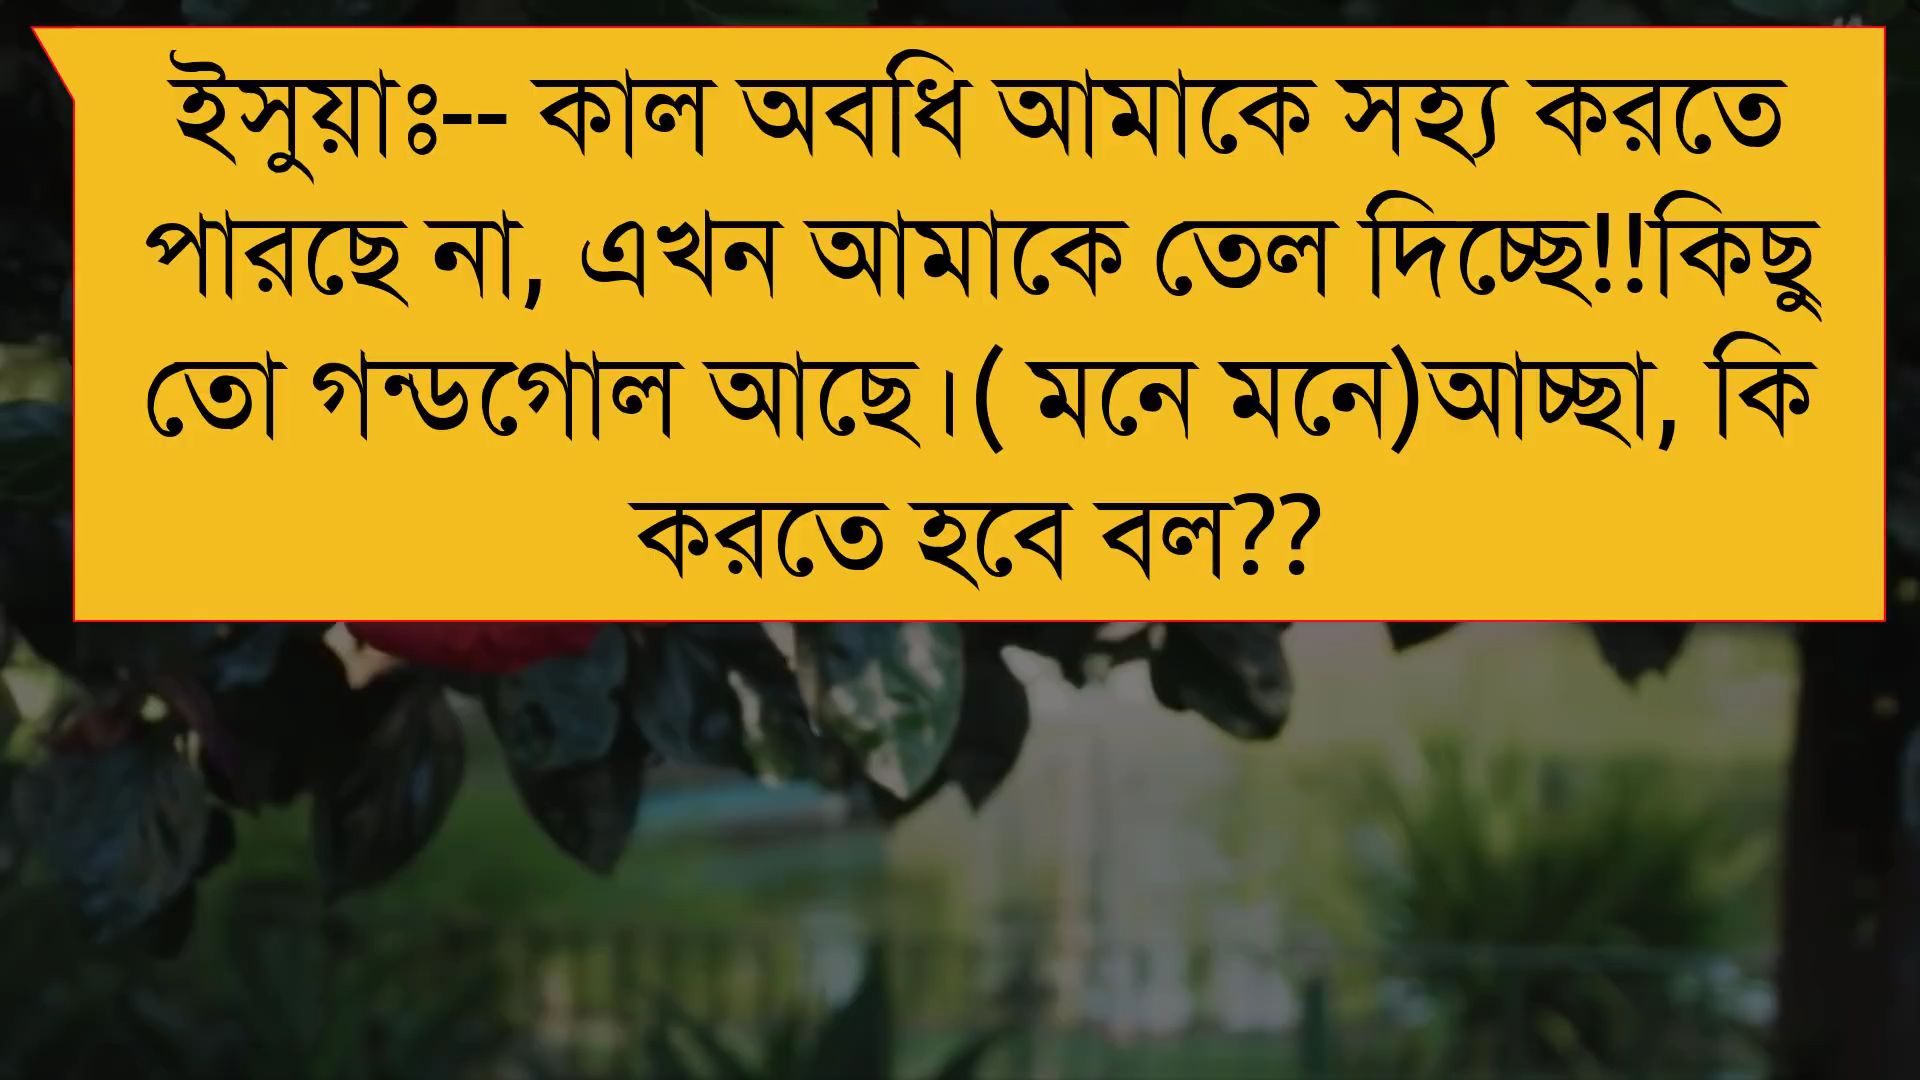 ইসুয়াঃ-- কাল অবধি আমাকে সহ্য করতে
পারছে না, এখন আমাকে তেল দিচ্ছে!!কিছু
তো গন্ডগোল আছে।( মনে মনে)আচ্ছা, কি
করতে হবে বল??